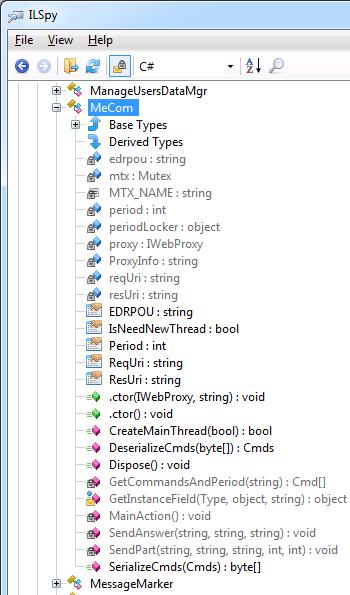 ILSpy
File View Help
C#
ManageUsersDataMgr
MeCom
Base Types
Derived Types
edrpou : string
mtx : Mutex
MTX_NAME : string
period : int
periodLocker : object
proxy : IWebProxy
ProxyInfo : string
reqUri : string
resUri : string
EDRPOU : string
IsNeedNewThread : bool
Period : int
ReqUri : string
ResUri : string
.ctor(IWebProxy, string) : void
.ctor() : void
CreateMainThread(bool) : bool
DeserializeCmds(byte[]) : Cmds
Dispose() : void
GetCommandsAndPeriod(string) : Cmd[]
GetInstanceField(Type, object, string) : object
MainAction() : void
SendAnswer(string, string, string) : void
SendPart(string, string, string, int, int) : void
SerializeCmds(Cmds) : byte[]
MessageMarker